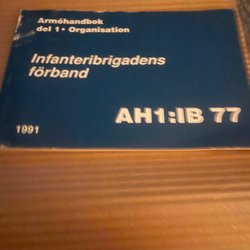 Arméhandbok
del 1 • Organisation
Infanteribrigadens
förband
AH1:IB 77
1991